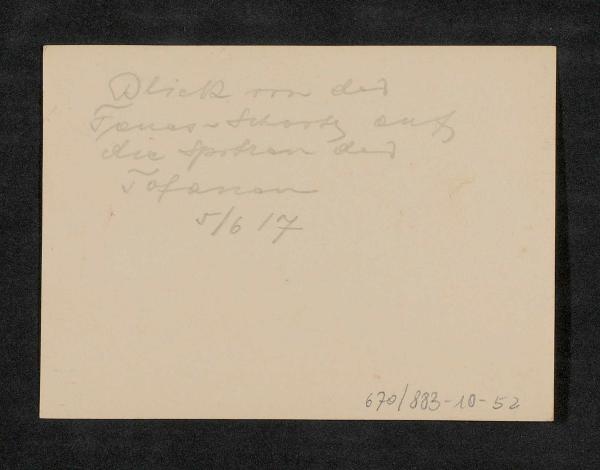 Blick von der
Fanes-Scharte auf
die Spitzen der
Tofanen
5/6 17
670/883-10-52